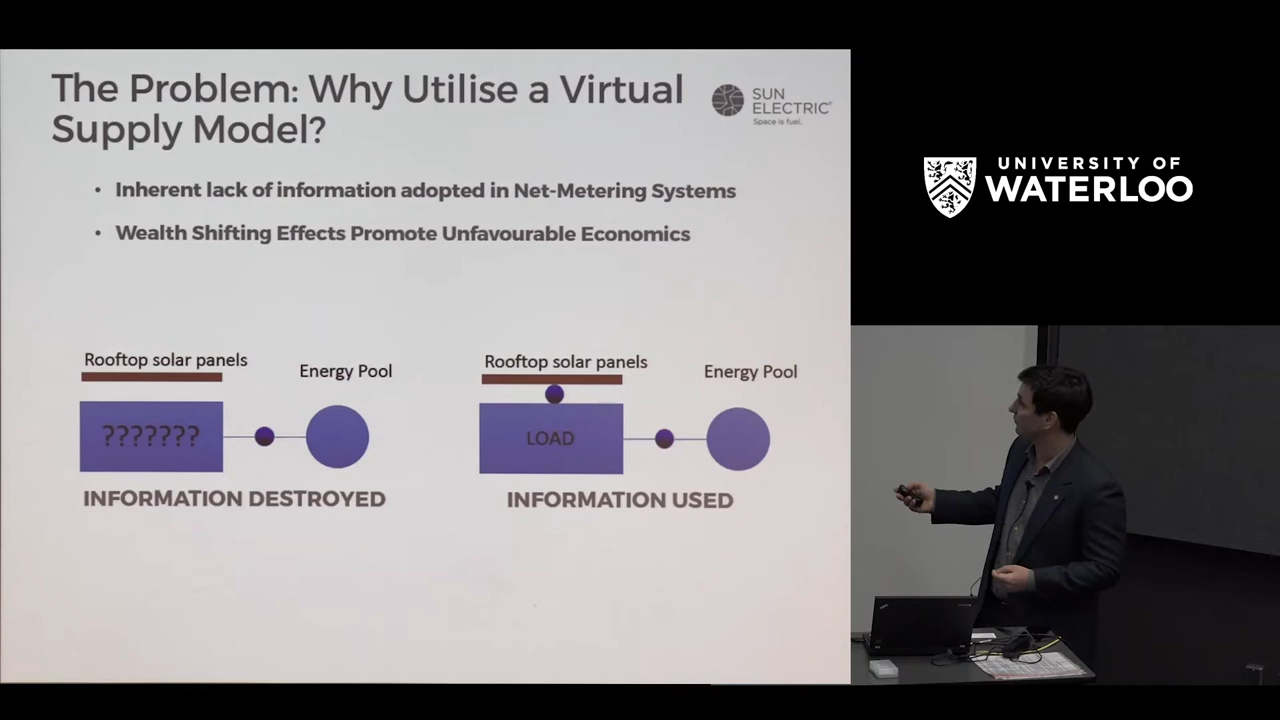 The Problem: Why Utilise a Virtual
Supply Model?
SUN
ELECTRIC
Space is fuel.
• Inherent lack of information adopted in Net-Metering Systems
• Wealth Shifting Effects Promote Unfavourable Economics
Rooftop solar panels
Energy Pool
???????
INFORMATION DESTROYED
Rooftop solar panels
Energy Pool
LOAD
INFORMATION USED
UNIVERSITY OF
WATERLOO